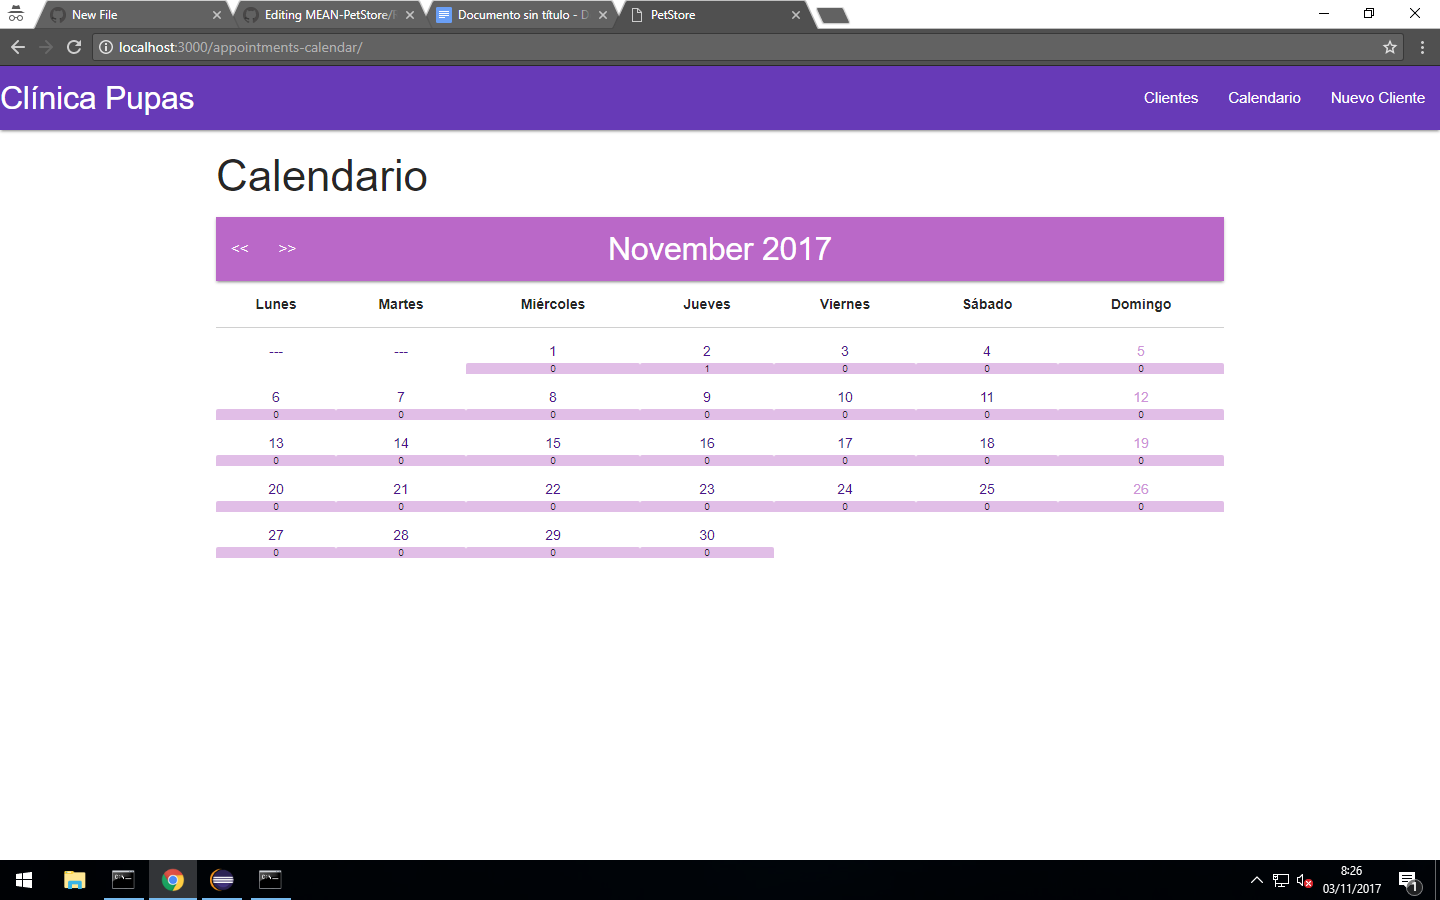 New File
Editing MEAN-PetStore/
Documento sin título - D
PetStore
localhost:3000/appointments-calendar/
Clínica Pupas
Clientes
Calendario
Nuevo Cliente
Calendario
<< >> November 2017
Lunes Martes Miércoles Jueves Viernes Sábado Domingo
--- --- 1 2 3 4 5
0 1 0 0 0
6 7 8 9 10 11 12
0 0 0 0 0 0 0
13 14 15 16 17 18 19
0 0 0 0 0 0 0
20 21 22 23 24 25 26
0 0 0 0 0 0 0
27 28 29 30
0 0 0 0
8:26
03/11/2017
1